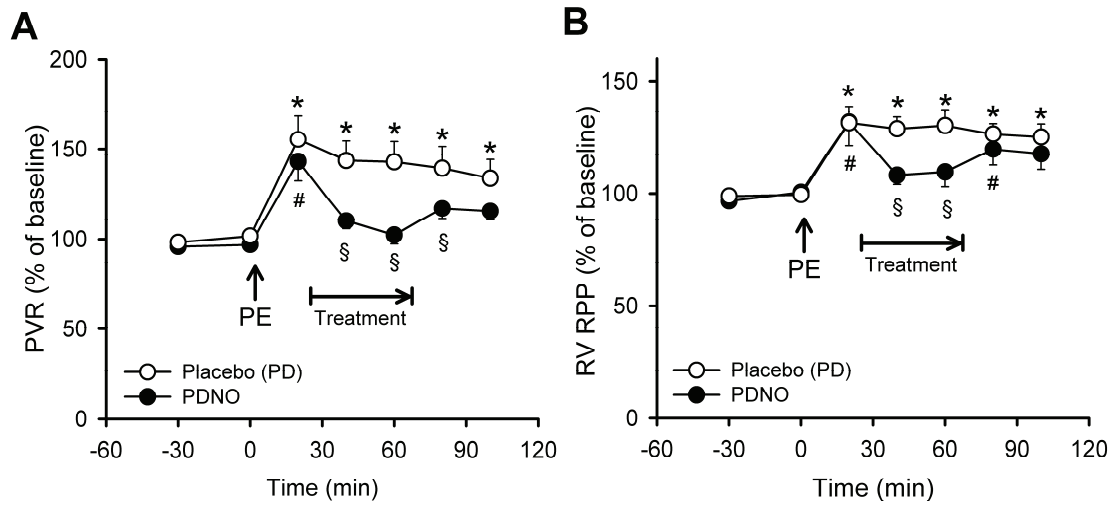 A
PVR (% of baseline)
200
150
100
50
0
* * * * *
#
§ § §
PE
Treatment
Placebo (PD)
PDNO
-60 -30 0 30 60 90 120
Time (min)
B
RV RPP (% of baseline)
150
100
50
0
* * * * *
# #
§ §
PE
Treatment
Placebo (PD)
PDNO
-60 -30 0 30 60 90 120
Time (min)